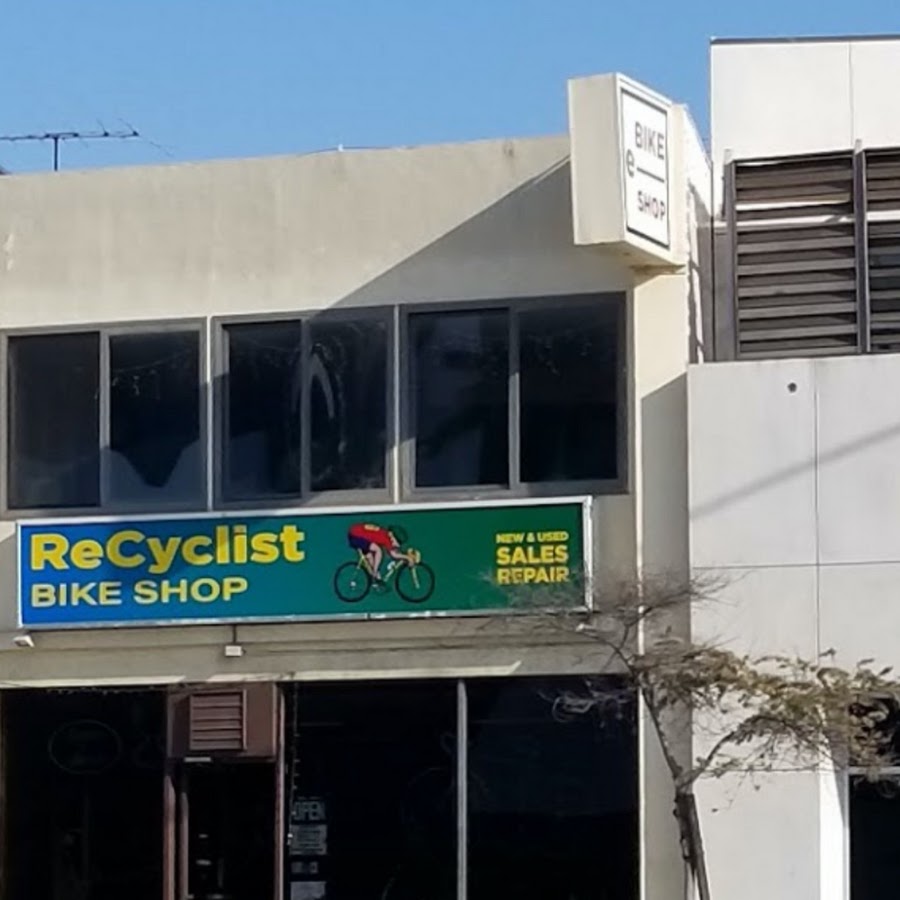 BIKE
e
SHOP
ReCyclist
BIKE SHOP
NEW & USED
SALES
REPAIR
OPEN